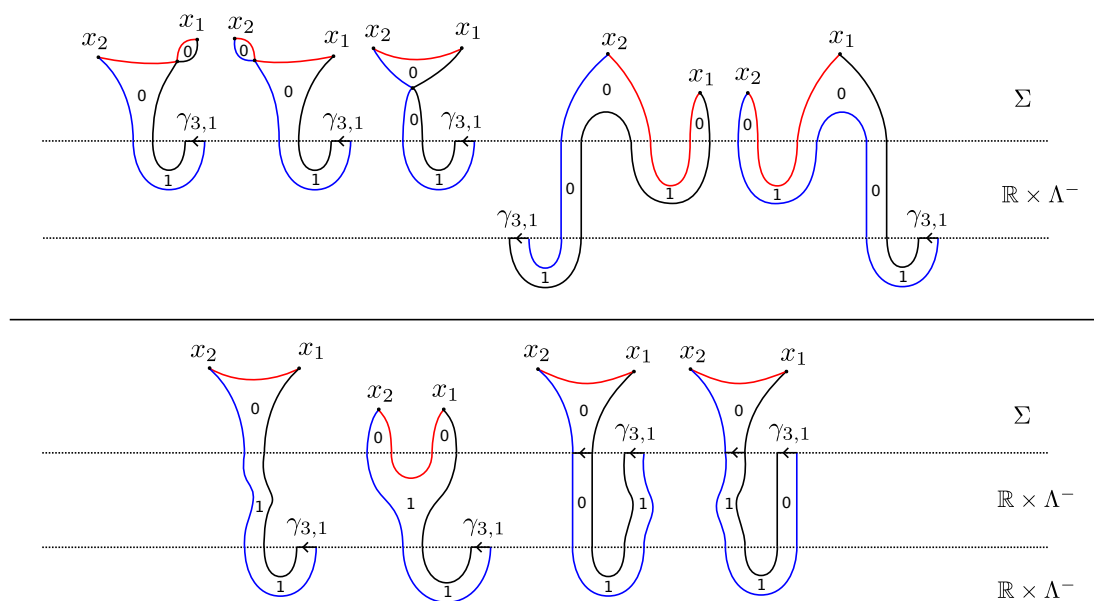 x₂ x₁ x₂ x₁ x₂ x₁ x₂ x₁
x₁ x₂
0 0 0 0 0 0 0 0 0 0 0
γ₃,₁ γ₃,₁ γ₃,₁
Σ
1 1 1 0 1 1 0
ℝ × Λ⁻
γ₃,₁ γ₃,₁
1 1
x₂ x₁ x₂ x₁ x₂ x₁
x₂ x₁
0 0 0 0 0
Σ
γ₃,₁ γ₃,₁
1 1 0 1 1 0
ℝ × Λ⁻
γ₃,₁ γ₃,₁
1 1 1 1
ℝ × Λ⁻